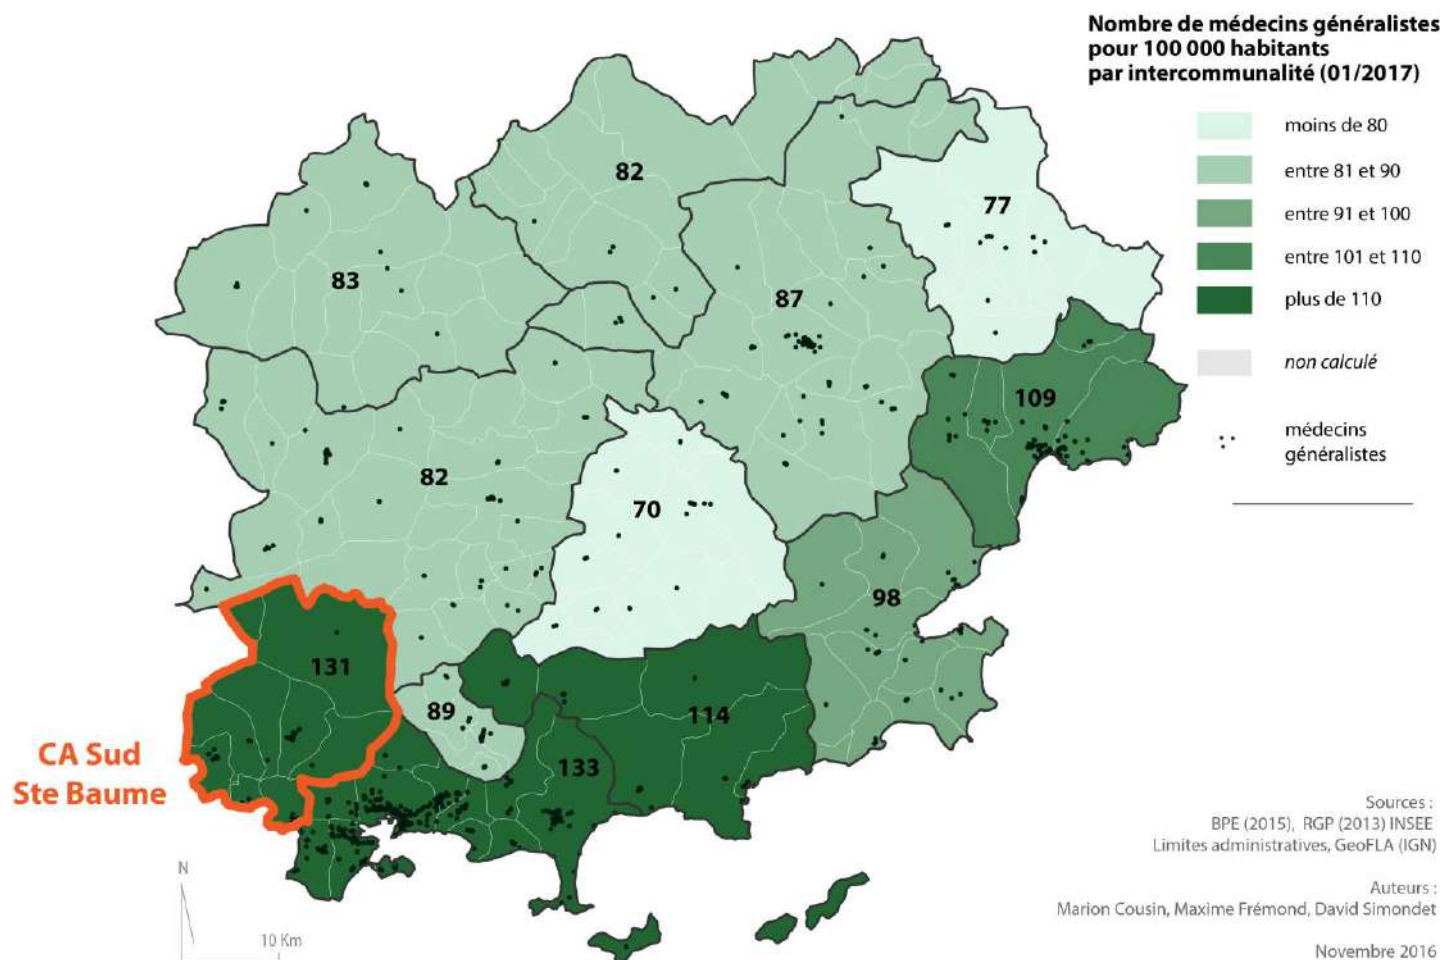 Nombre de médecins généralistes
pour 100 000 habitants
par intercommunalité (01/2017)
moins de 80
entre 81 et 90
entre 91 et 100
entre 101 et 110
plus de 110
non calculé
médecins
généralistes
82
77
83
87
109
82
70
98
131
89
114
133
CA Sud
Ste Baume
N
10 Km
Sources :
BPE (2015), RGP (2013) INSEE
Limites administratives, GeoFLA (IGN)
Auteurs :
Marion Cousin, Maxime Frémond, David Simondet
Novembre 2016